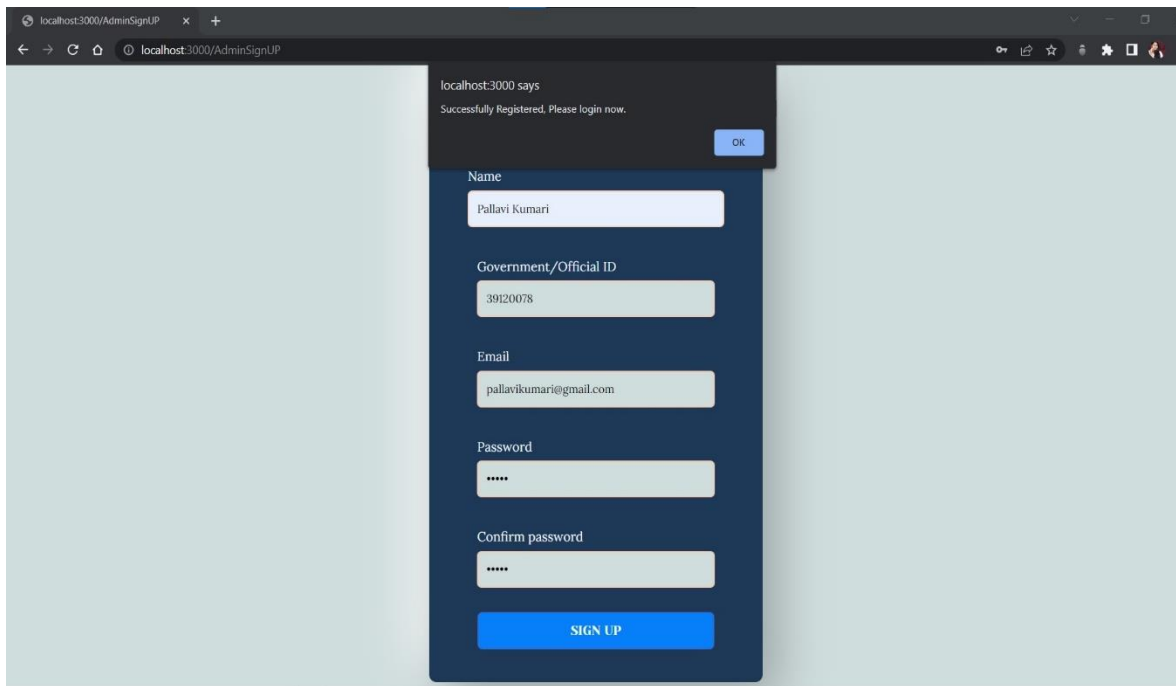 localhost:3000/AdminSignUP
localhost:3000/AdminSignUP
localhost:3000 says
Successfully Registered, Please login now.
OK
Name
Pallavi Kumari
Government/Official ID
39120078
Email
pallavikumari@gmail.com
Password
•••••
Confirm password
•••••
SIGN UP